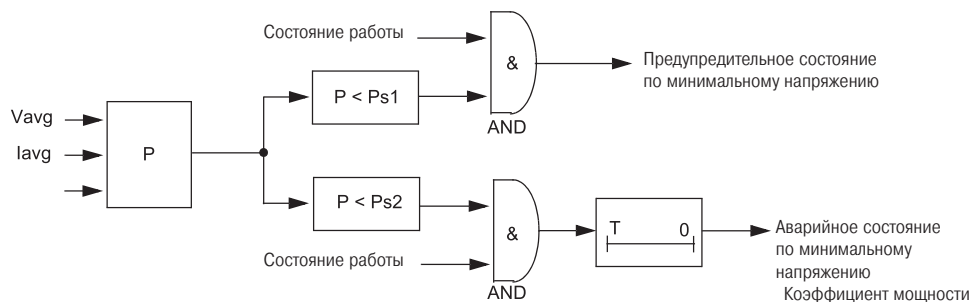 Состояние работы
&
Предупредительное состояние
по минимальному напряжению
P < Ps1
AND
Vavg
Iavg
P
P < Ps2
&
T 0
Аварийное состояние
по минимальному
напряжению
Коэффициент мощности
Состояние работы
AND